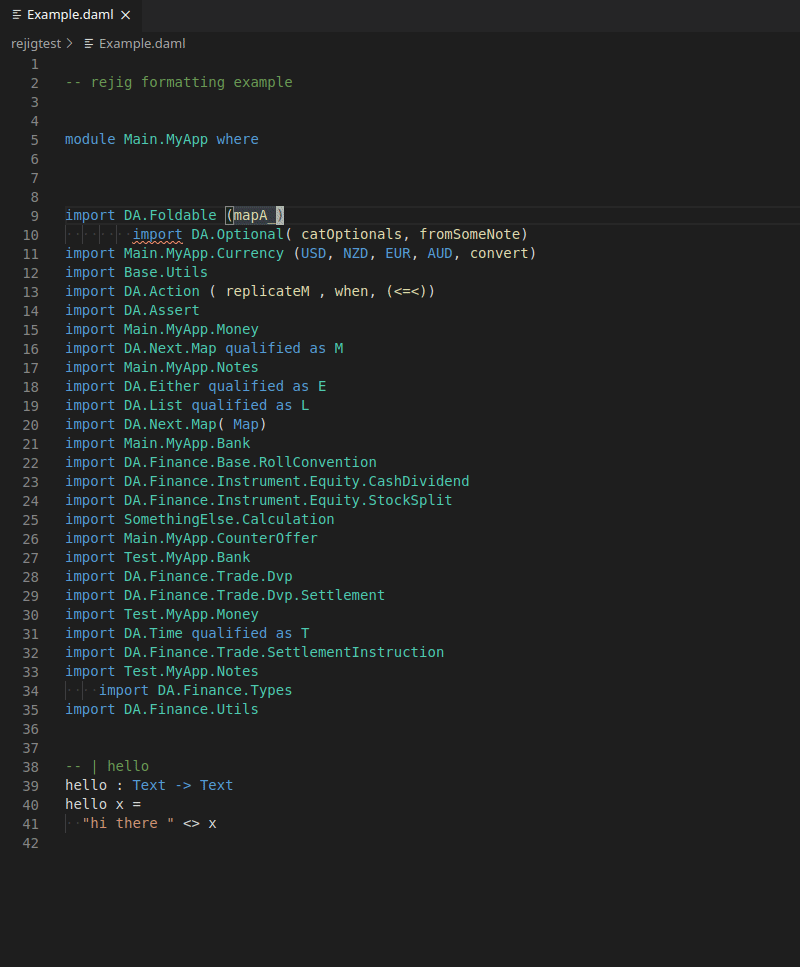 Example.daml
rejigtest > Example.daml
1
2 -- rejig formatting example
3
4
5 module Main.MyApp where
6
7
8
9 import DA.Foldable (mapA_)
10         import DA.Optional( catOptionals, fromSomeNote)
11 import Main.MyApp.Currency (USD, NZD, EUR, AUD, convert)
12 import Base.Utils
13 import DA.Action ( replicateM , when, (<=<))
14 import DA.Assert
15 import Main.MyApp.Money
16 import DA.Next.Map qualified as M
17 import Main.MyApp.Notes
18 import DA.Either qualified as E
19 import DA.List qualified as L
20 import DA.Next.Map( Map)
21 import Main.MyApp.Bank
22 import DA.Finance.Base.RollConvention
23 import DA.Finance.Instrument.Equity.CashDividend
24 import DA.Finance.Instrument.Equity.StockSplit
25 import SomethingElse.Calculation
26 import Main.MyApp.CounterOffer
27 import Test.MyApp.Bank
28 import DA.Finance.Trade.Dvp
29 import DA.Finance.Trade.Dvp.Settlement
30 import Test.MyApp.Money
31 import DA.Time qualified as T
32 import DA.Finance.Trade.SettlementInstruction
33 import Test.MyApp.Notes
34     import DA.Finance.Types
35 import DA.Finance.Utils
36
37
38 -- | hello
39 hello : Text -> Text
40 hello x =
41   "hi there " <> x
42